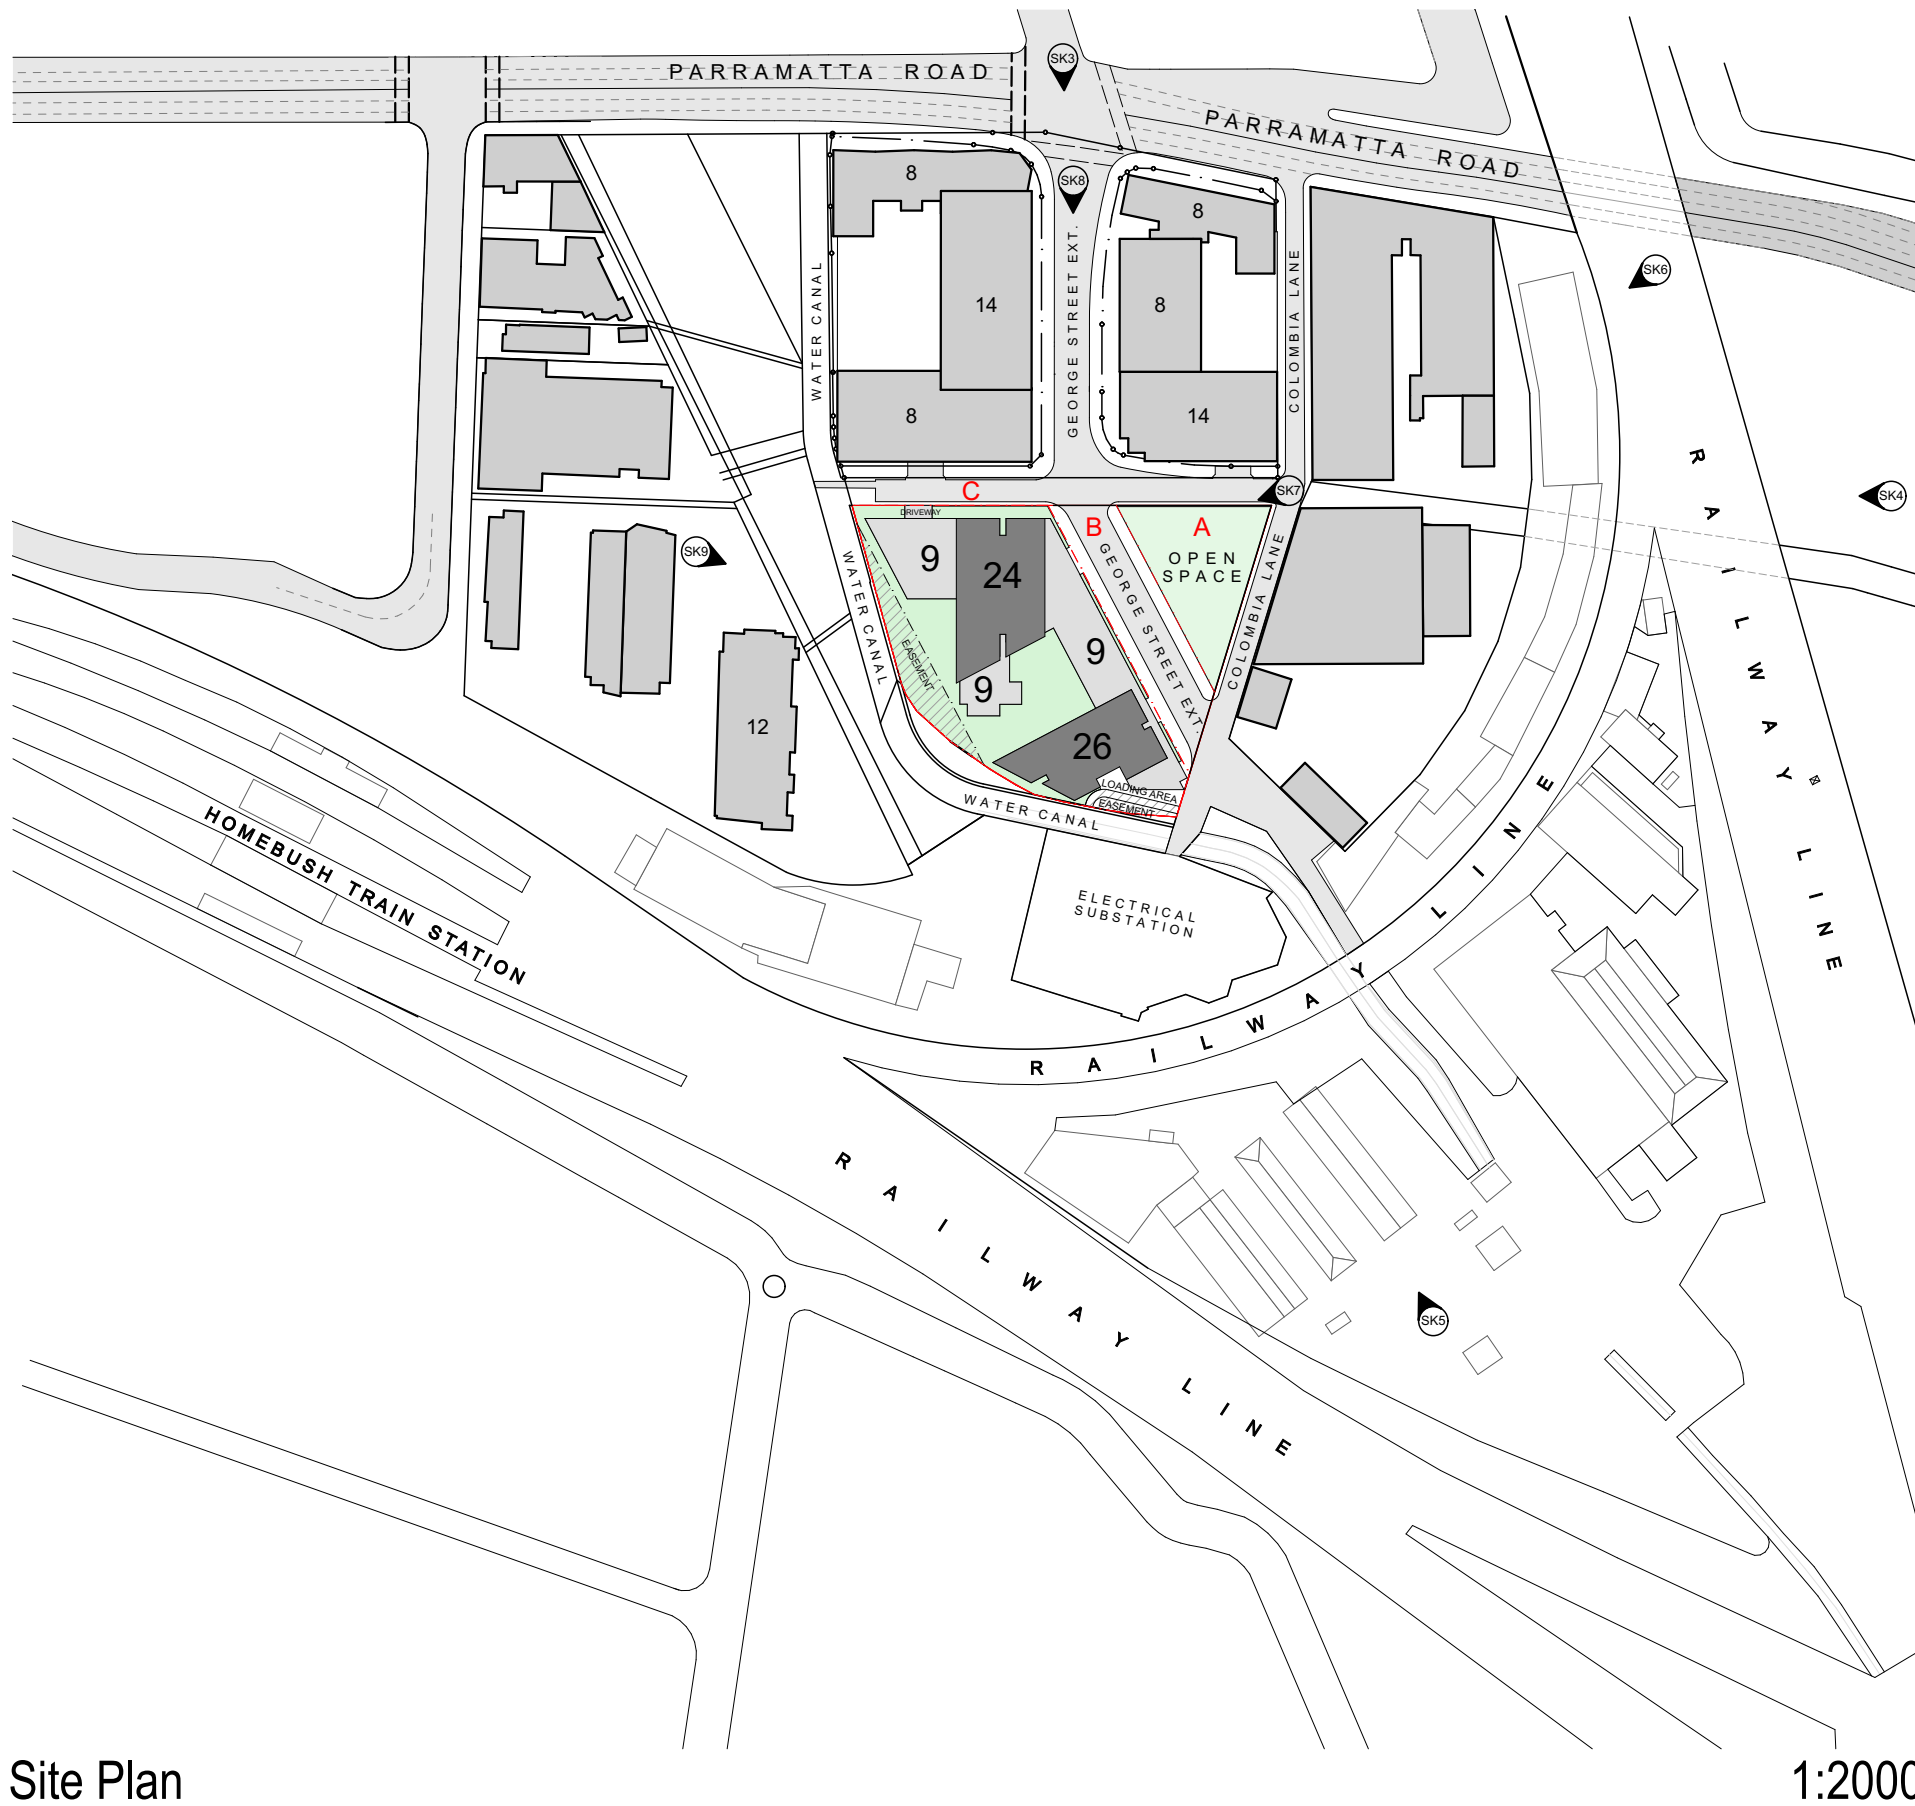 SK3
PARRAMATTA ROAD
PARRAMATTA ROAD
8
SK8
8
SK6
WATER CANAL
14
GEORGE STREET EXT.
8
COLOMBIA LANE
8
14
RAILWAY LINE
SK7
SK4
C
DRIVEWAY
B
A
OPEN
SPACE
SK9
9
24
WATER CANAL
EASEMENT
9
GEORGE STREET EXT.
COLOMBIA LANE
9
12
26
LOADING AREA
EASEMENT
WATER CANAL
HOMEBUSH TRAIN STATION
ELECTRICAL
SUBSTATION
RAILWAY LINE
RAILWAY LINE
SK5
Site Plan
1:2000